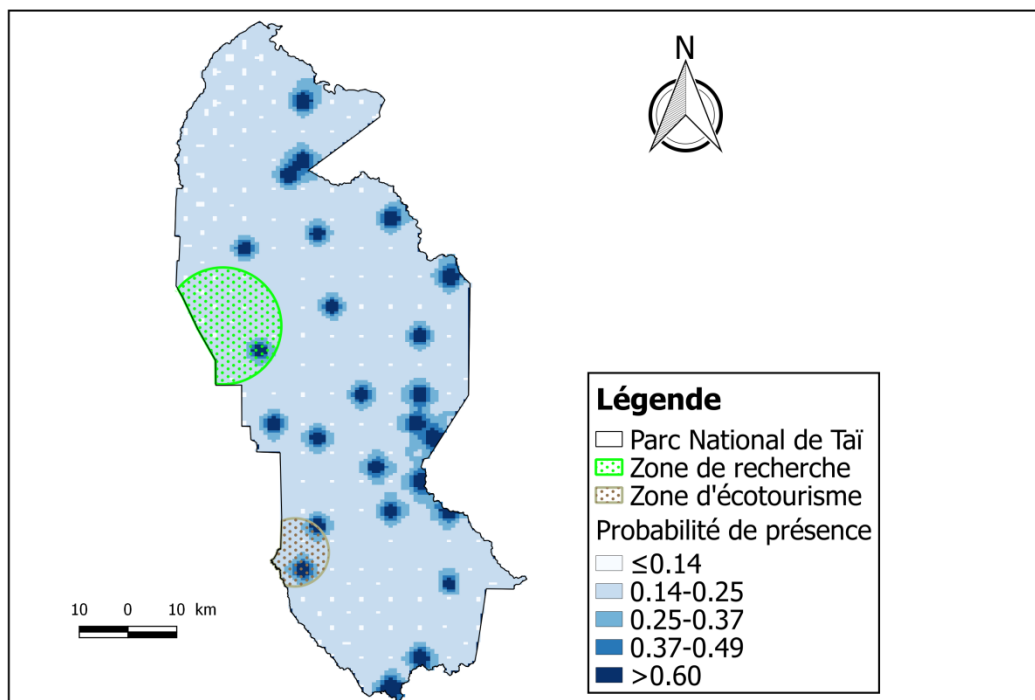 N
Légende
Parc National de Taï
Zone de recherche
Zone d'écotourisme
Probabilité de présence
≤0.14
0.14-0.25
0.25-0.37
0.37-0.49
>0.60
10 0 10 km